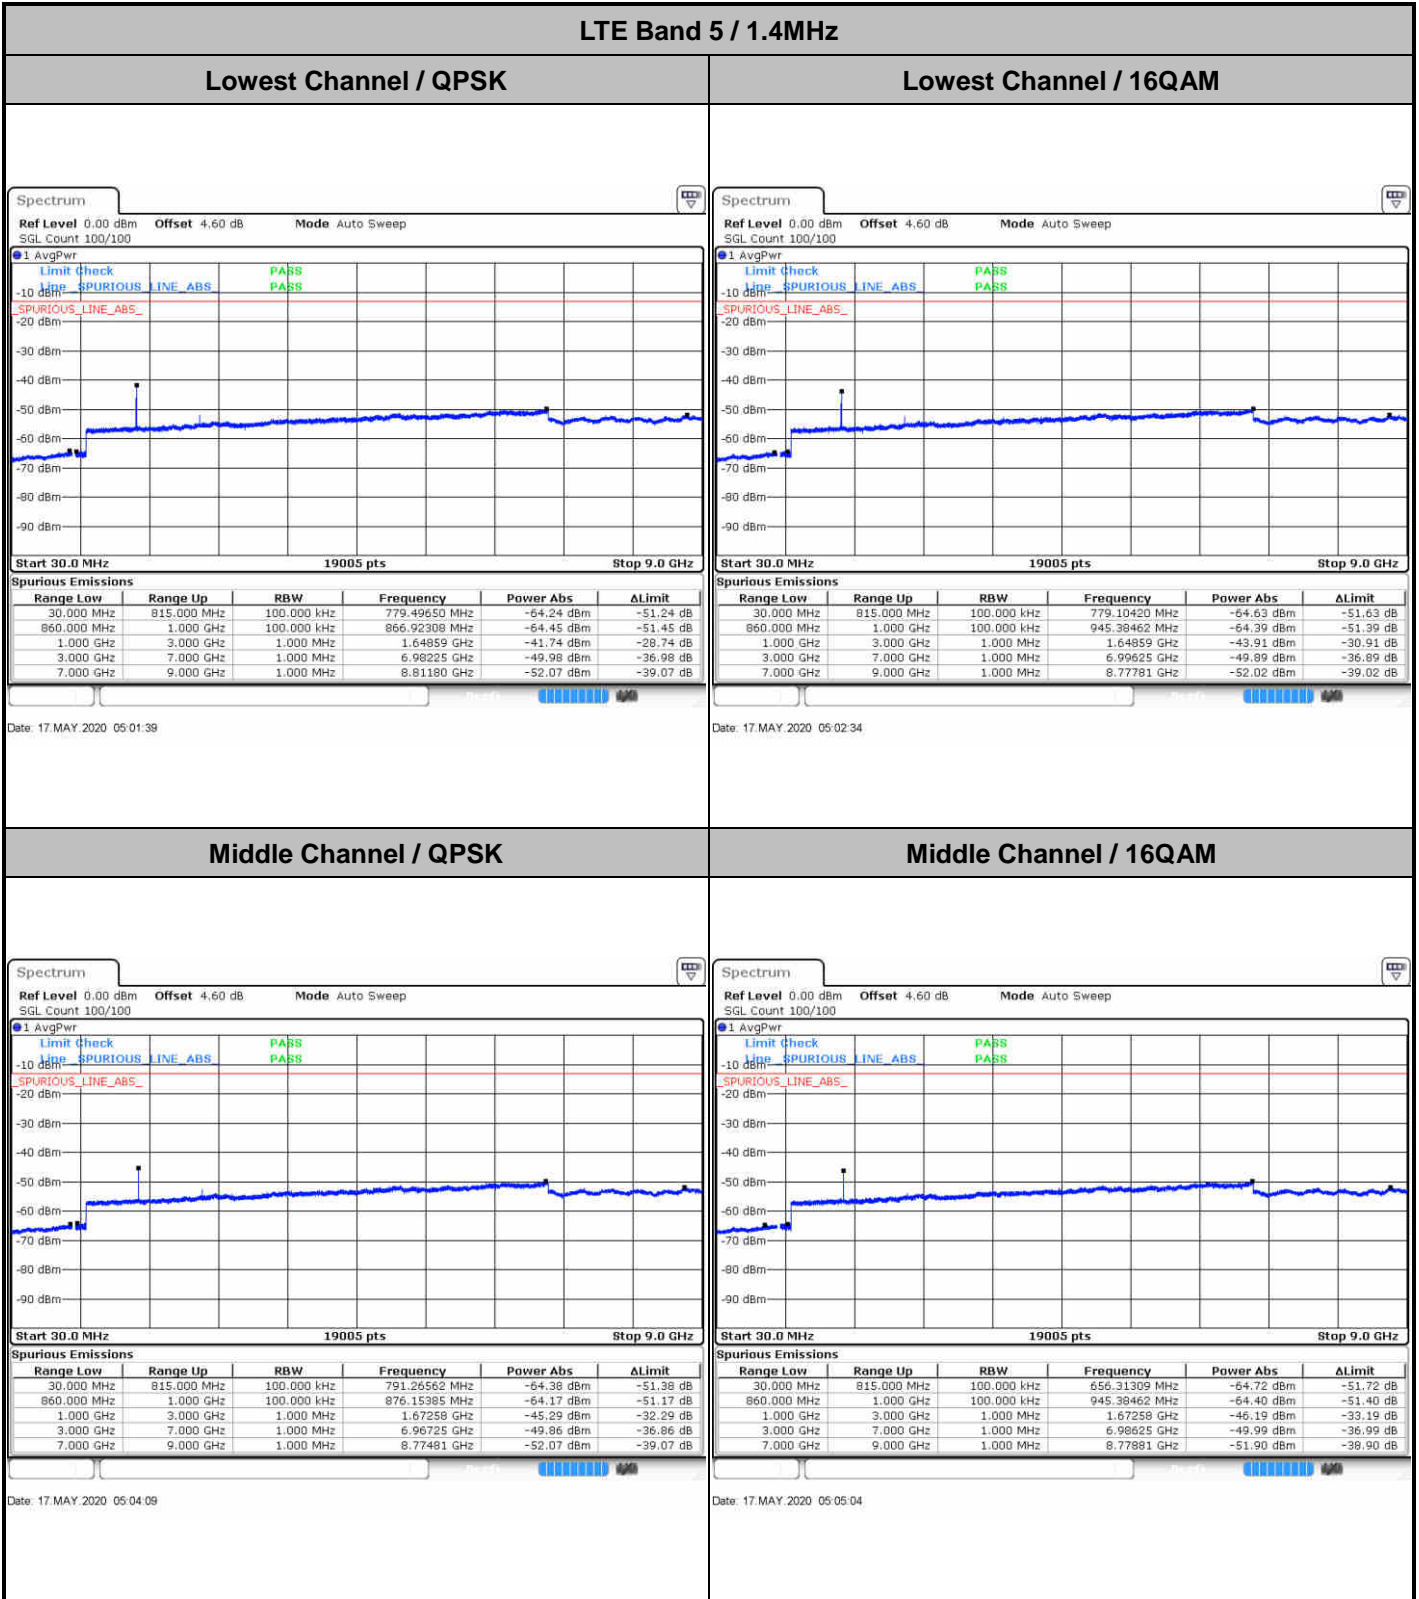 LTE Band 5 / 1.4MHz
Lowest Channel / QPSK
Lowest Channel / 16QAM
Spectrum
Ref Level 0.00 dBm Offset 4.60 dB Mode Auto Sweep
SGL Count 100/100
1 AvgPwr
Limit Check PASS
Line _SPURIOUS_LINE_ABS_ PASS
-10 dBm
_SPURIOUS_LINE_ABS_
-20 dBm
-30 dBm
-40 dBm
-50 dBm
-60 dBm
-70 dBm
-80 dBm
-90 dBm
Start 30.0 MHz 19005 pts Stop 9.0 GHz
Spurious Emissions
Range Low Range Up RBW Frequency Power Abs ΔLimit
30.000 MHz 815.000 MHz 100.000 kHz 779.49650 MHz -64.24 dBm -51.24 dB
860.000 MHz 1.000 GHz 100.000 kHz 866.92308 MHz -64.45 dBm -51.45 dB
1.000 GHz 3.000 GHz 1.000 MHz 1.64859 GHz -41.74 dBm -28.74 dB
3.000 GHz 7.000 GHz 1.000 MHz 6.98225 GHz -49.98 dBm -36.98 dB
7.000 GHz 9.000 GHz 1.000 MHz 8.81180 GHz -52.07 dBm -39.07 dB
Date: 17.MAY.2020 05:01:39
Spectrum
Ref Level 0.00 dBm Offset 4.60 dB Mode Auto Sweep
SGL Count 100/100
1 AvgPwr
Limit Check PASS
Line _SPURIOUS_LINE_ABS_ PASS
-10 dBm
_SPURIOUS_LINE_ABS_
-20 dBm
-30 dBm
-40 dBm
-50 dBm
-60 dBm
-70 dBm
-80 dBm
-90 dBm
Start 30.0 MHz 19005 pts Stop 9.0 GHz
Spurious Emissions
Range Low Range Up RBW Frequency Power Abs ΔLimit
30.000 MHz 815.000 MHz 100.000 kHz 779.10420 MHz -64.63 dBm -51.63 dB
860.000 MHz 1.000 GHz 100.000 kHz 945.38462 MHz -64.39 dBm -51.39 dB
1.000 GHz 3.000 GHz 1.000 MHz 1.64859 GHz -43.91 dBm -30.91 dB
3.000 GHz 7.000 GHz 1.000 MHz 6.99625 GHz -49.89 dBm -36.89 dB
7.000 GHz 9.000 GHz 1.000 MHz 8.77781 GHz -52.02 dBm -39.02 dB
Date: 17.MAY.2020 05:02:34
Middle Channel / QPSK
Middle Channel / 16QAM
Spectrum
Ref Level 0.00 dBm Offset 4.60 dB Mode Auto Sweep
SGL Count 100/100
1 AvgPwr
Limit Check PASS
Line _SPURIOUS_LINE_ABS_ PASS
-10 dBm
_SPURIOUS_LINE_ABS_
-20 dBm
-30 dBm
-40 dBm
-50 dBm
-60 dBm
-70 dBm
-80 dBm
-90 dBm
Start 30.0 MHz 19005 pts Stop 9.0 GHz
Spurious Emissions
Range Low Range Up RBW Frequency Power Abs ΔLimit
30.000 MHz 815.000 MHz 100.000 kHz 791.26562 MHz -64.38 dBm -51.38 dB
860.000 MHz 1.000 GHz 100.000 kHz 876.15385 MHz -64.17 dBm -51.17 dB
1.000 GHz 3.000 GHz 1.000 MHz 1.67258 GHz -45.29 dBm -32.29 dB
3.000 GHz 7.000 GHz 1.000 MHz 6.96725 GHz -49.86 dBm -36.86 dB
7.000 GHz 9.000 GHz 1.000 MHz 8.77481 GHz -52.07 dBm -39.07 dB
Date: 17.MAY.2020 05:04:09
Spectrum
Ref Level 0.00 dBm Offset 4.60 dB Mode Auto Sweep
SGL Count 100/100
1 AvgPwr
Limit Check PASS
Line _SPURIOUS_LINE_ABS_ PASS
-10 dBm
_SPURIOUS_LINE_ABS_
-20 dBm
-30 dBm
-40 dBm
-50 dBm
-60 dBm
-70 dBm
-80 dBm
-90 dBm
Start 30.0 MHz 19005 pts Stop 9.0 GHz
Spurious Emissions
Range Low Range Up RBW Frequency Power Abs ΔLimit
30.000 MHz 815.000 MHz 100.000 kHz 656.31309 MHz -64.72 dBm -51.72 dB
860.000 MHz 1.000 GHz 100.000 kHz 945.38462 MHz -64.40 dBm -51.40 dB
1.000 GHz 3.000 GHz 1.000 MHz 1.67258 GHz -46.19 dBm -33.19 dB
3.000 GHz 7.000 GHz 1.000 MHz 6.98625 GHz -49.99 dBm -36.99 dB
7.000 GHz 9.000 GHz 1.000 MHz 8.77881 GHz -51.90 dBm -38.90 dB
Date: 17.MAY.2020 05:05:04